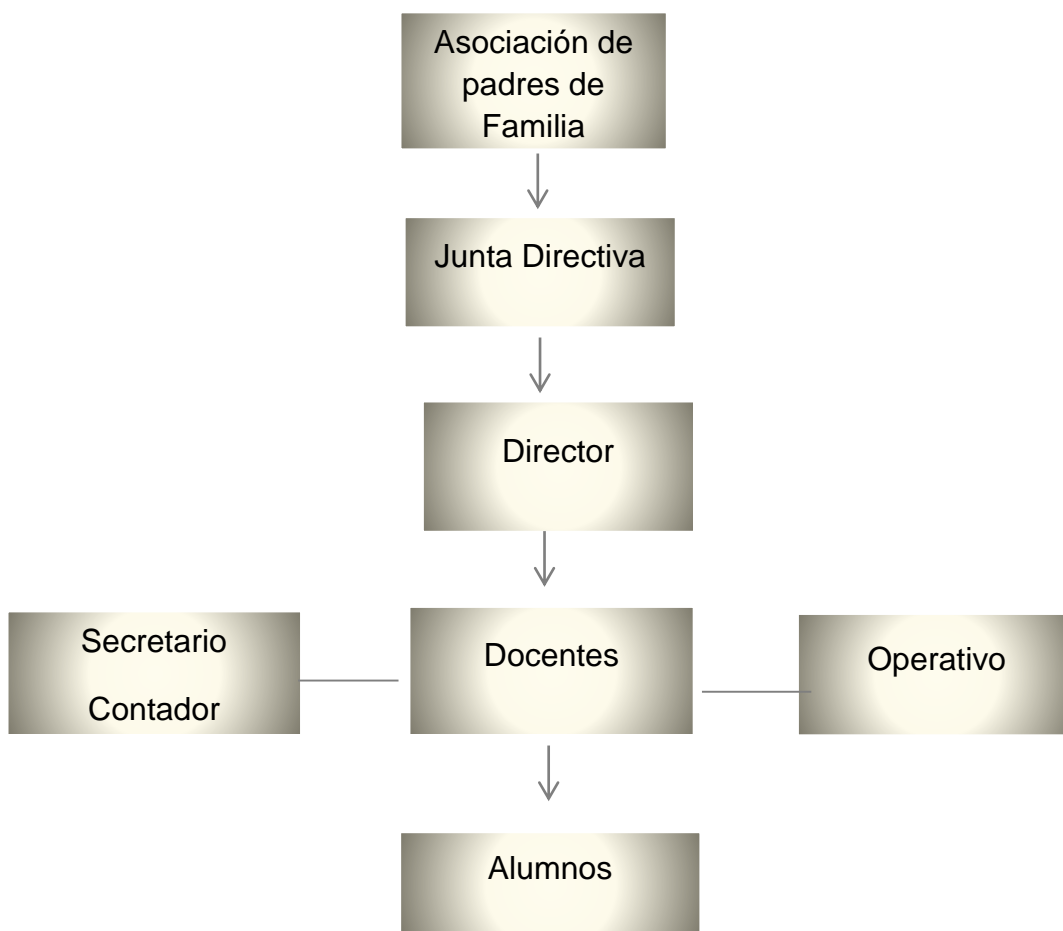 Asociación de
padres de
Familia
Junta Directiva
Director
Secretario
Contador
Docentes
Operativo
Alumnos